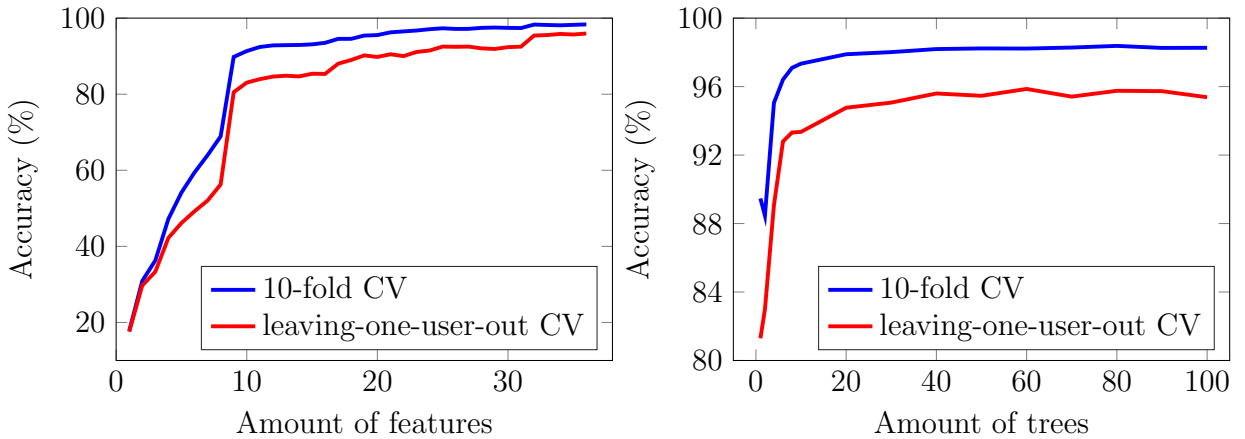 100
80
60
40
20
0
10
20
30
Accuracy (%)
Amount of features
10-fold CV
leaving-one-user-out CV
100
96
92
88
84
80
0
20
40
60
80
100
Accuracy (%)
Amount of trees
10-fold CV
leaving-one-user-out CV